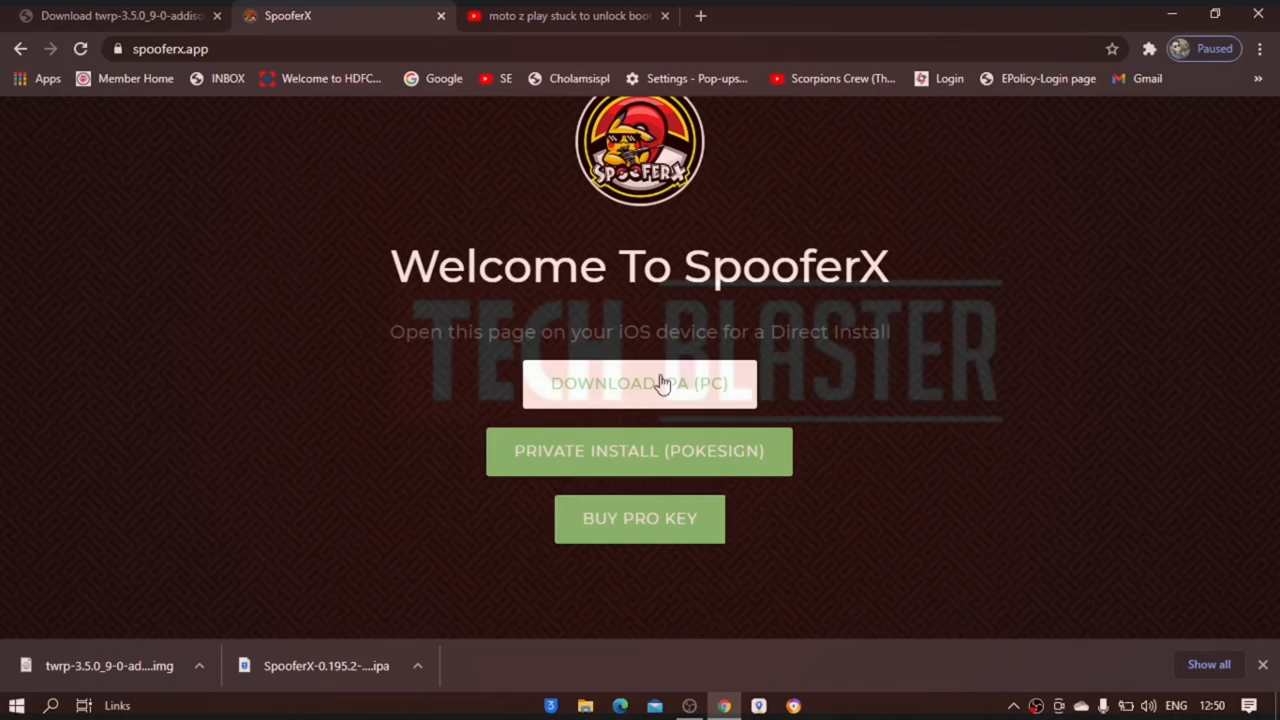 Download twrp-3.5.0_9-0-addiso
SpooferX
moto z play stuck to unlock boot
spooferx.app
Paused
Apps
Member Home
INBOX
Welcome to HDFC...
Google
SE
Cholamsispl
Settings - Pop-ups...
Scorpions Crew (Th...
Login
EPolicy-Login page
Gmail
»
SPOOFERX
Welcome To SpooferX
Open this page on your iOS device for a Direct Install
TECH BLASTER
DOWNLOAD IPA (PC)
PRIVATE INSTALL (POKESIGN)
BUY PRO KEY
twrp-3.5.0_9-0-ad....img
SpooferX-0.195.2-....ipa
Show all
Links
ENG
12:50